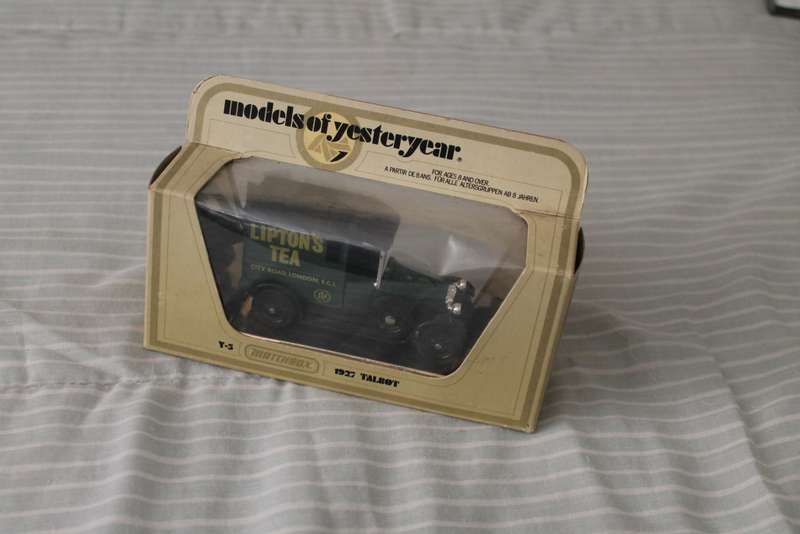 models of yesteryear®
FOR AGES 8 AND OVER
A PARTIR DE 8 ANS. FÜR ALLE ALTERSGRUPPEN AB 8 JAHREN.
LIPTON'S
TEA
CITY ROAD, LONDON, E.C.1.
Y-5 MATCHBOX 1927 TALBOT